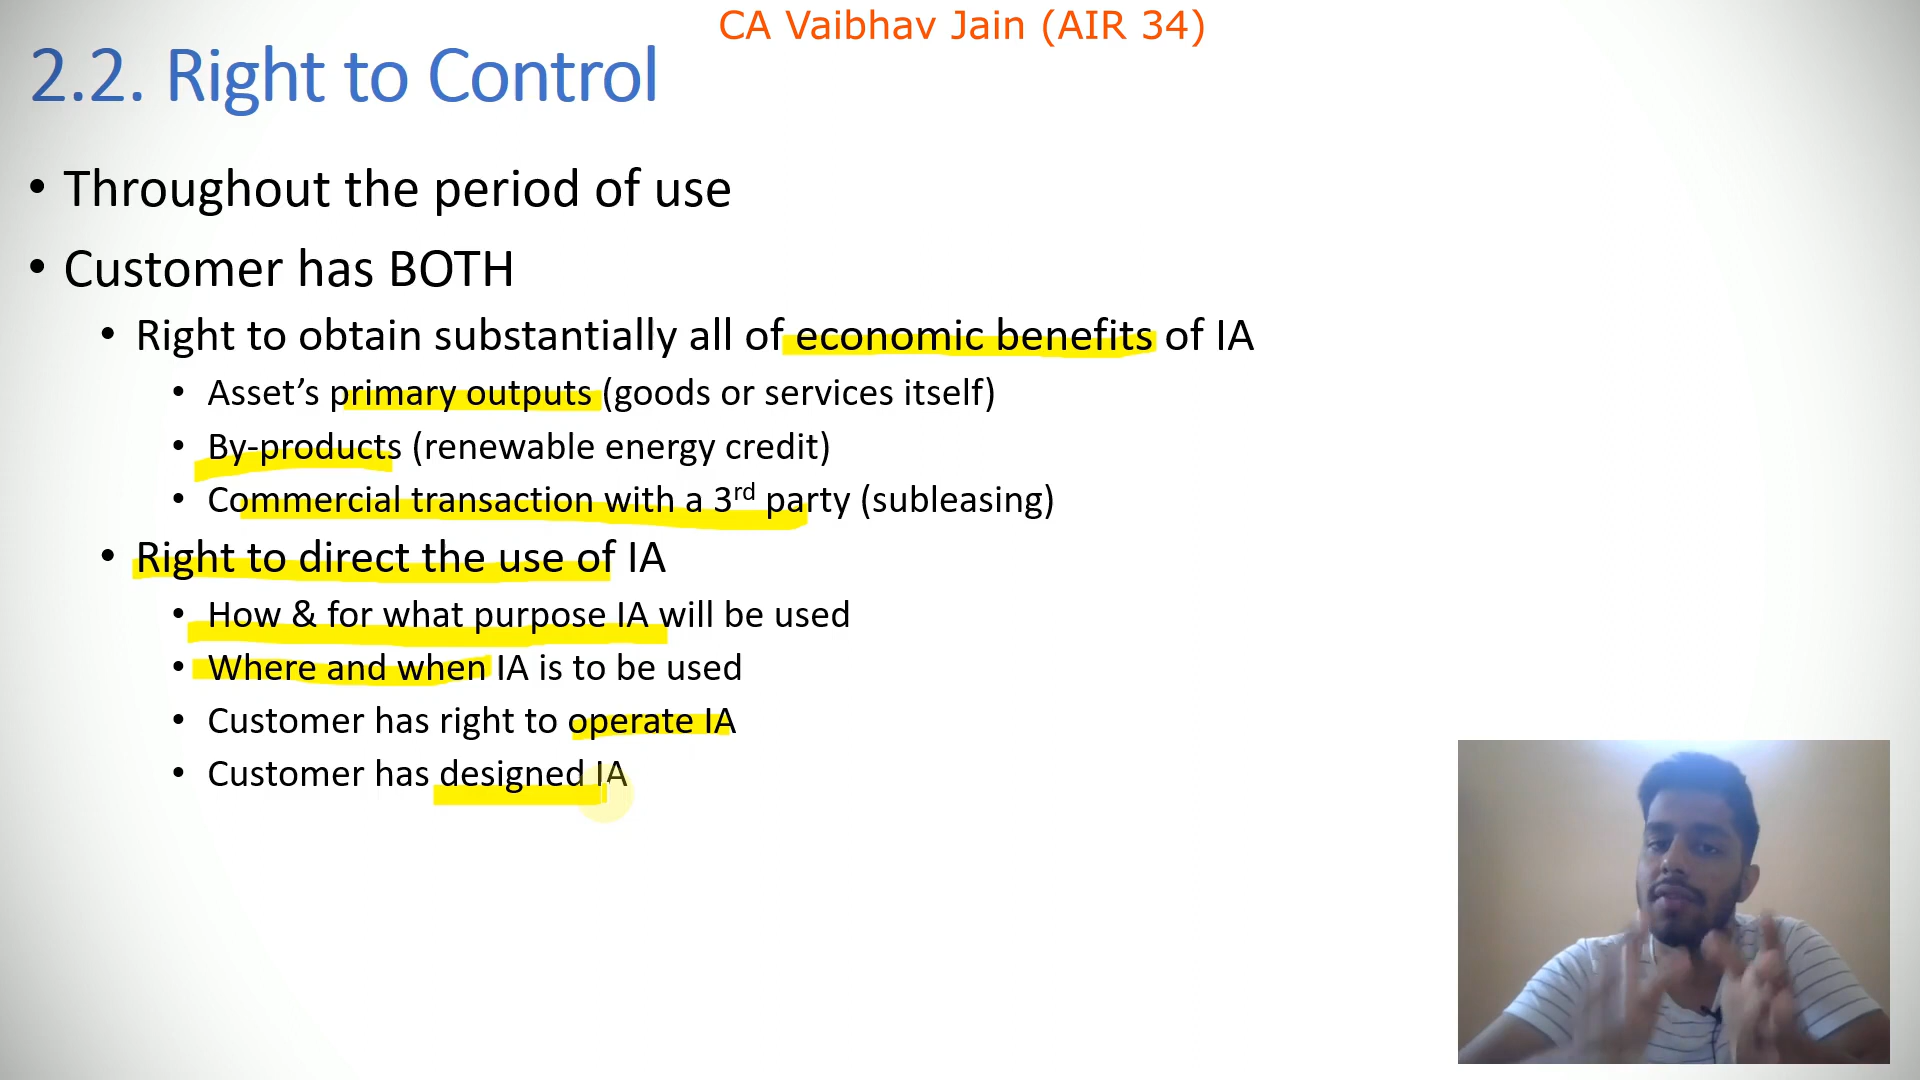 CA Vaibhav Jain (AIR 34)
2.2. Right to Control
• Throughout the period of use
• Customer has BOTH
• Right to obtain substantially all of economic benefits of IA
• Asset’s primary outputs (goods or services itself)
• By-products (renewable energy credit)
• Commercial transaction with a 3rd party (subleasing)
• Right to direct the use of IA
• How & for what purpose IA will be used
• Where and when IA is to be used
• Customer has right to operate IA
• Customer has designed IA